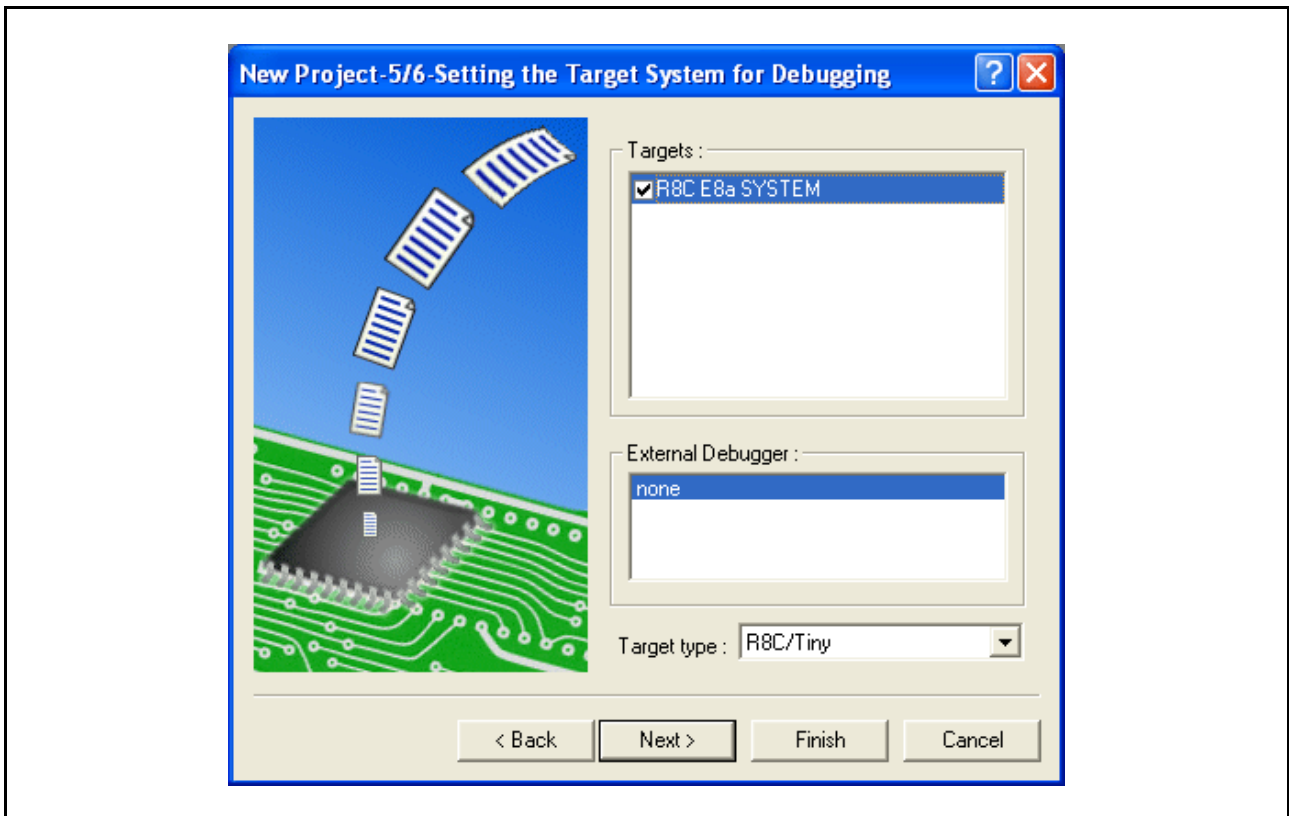 New Project-5/6-Setting the Target System for Debugging
Targets :
R8C E8a SYSTEM
External Debugger :
none
Target type : R8C/Tiny
< Back Next > Finish Cancel